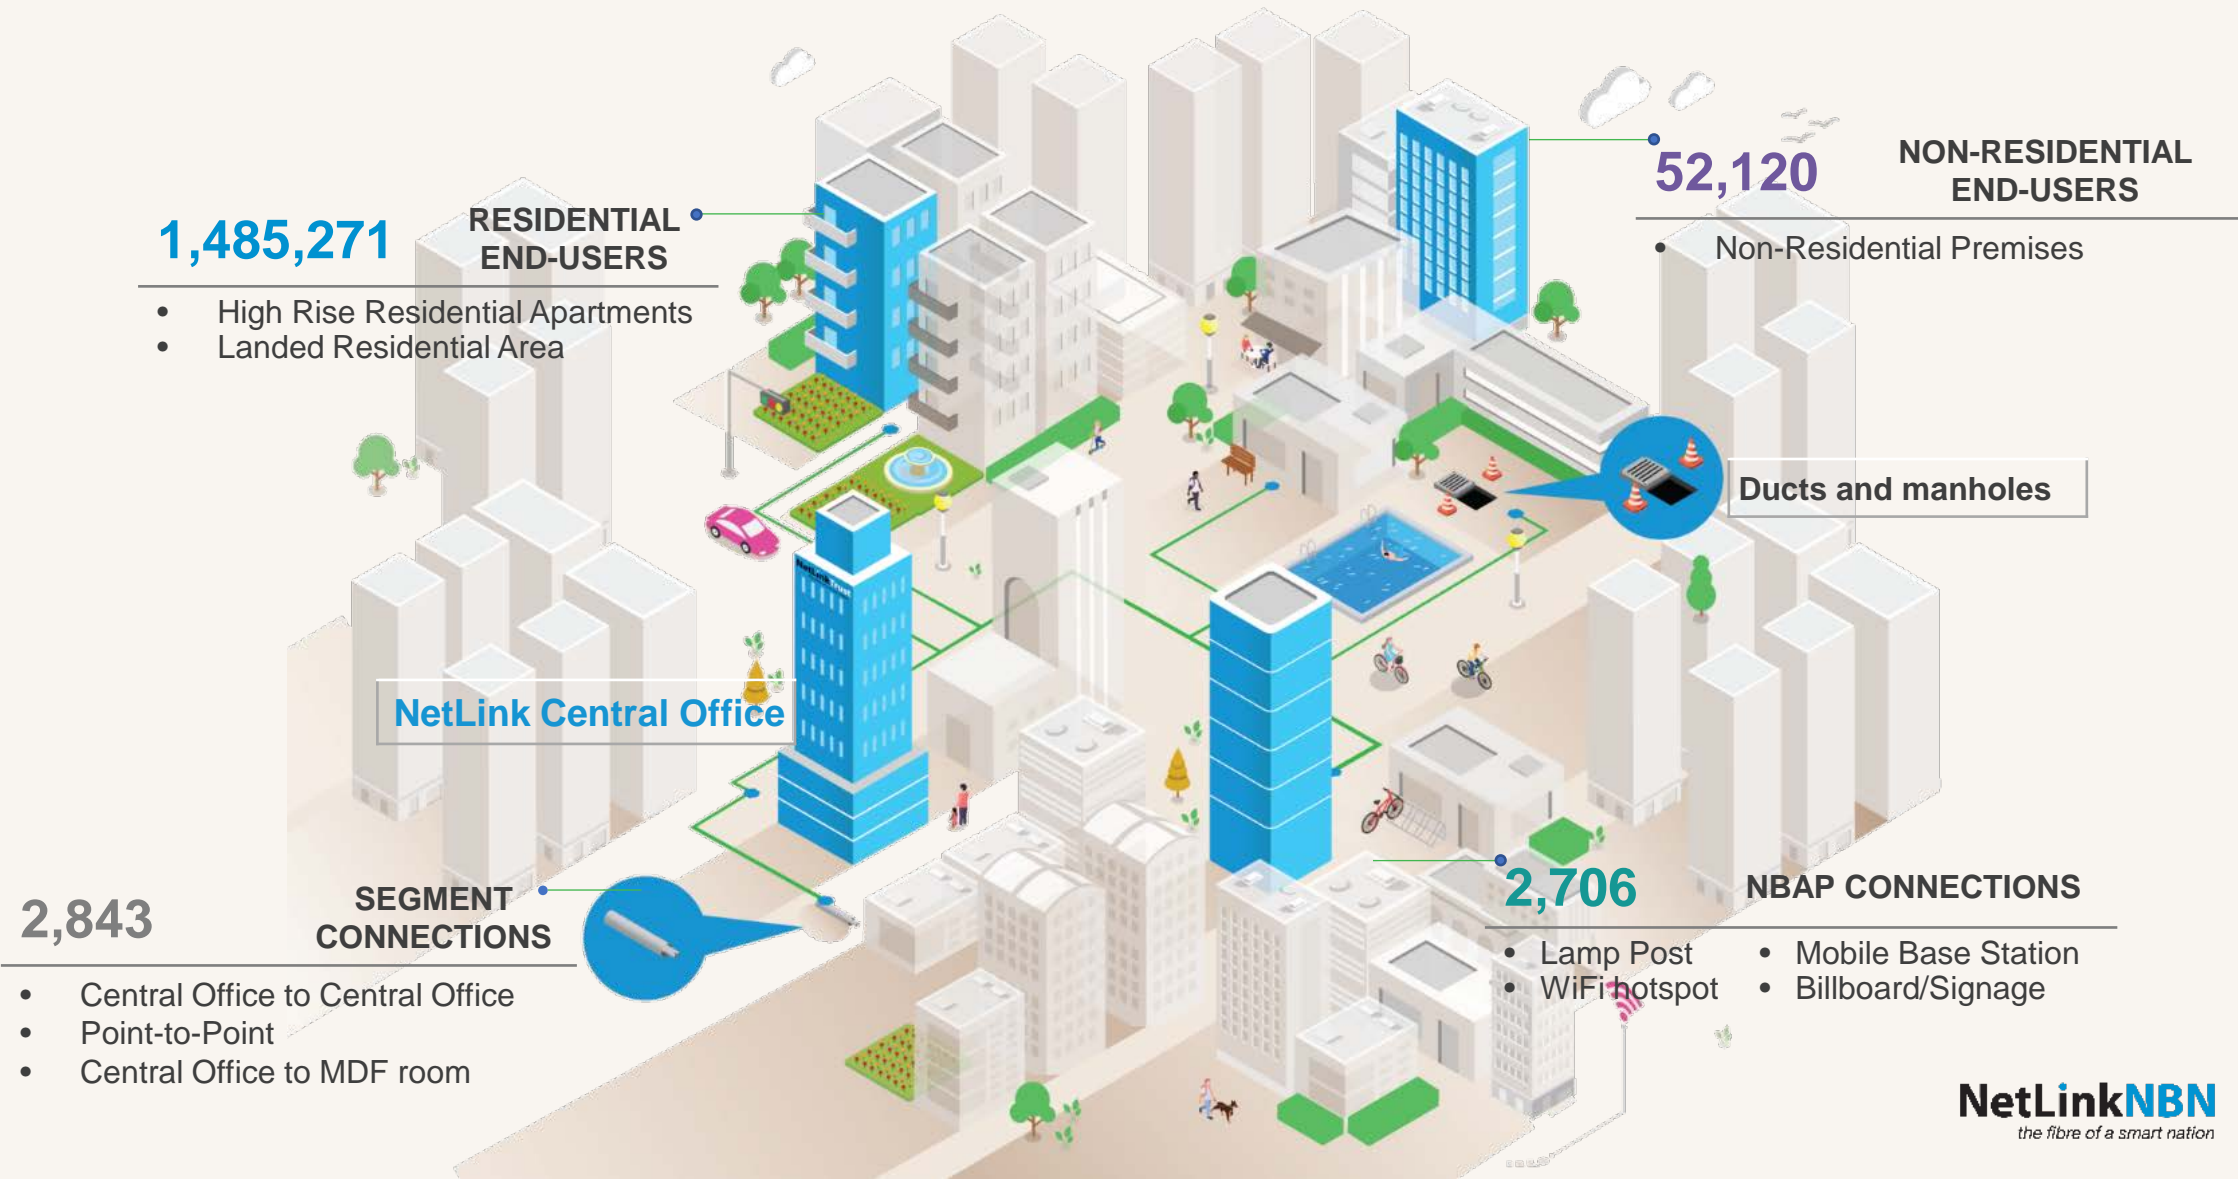 1,485,271
RESIDENTIAL
END-USERS
• High Rise Residential Apartments
• Landed Residential Area
52,120
NON-RESIDENTIAL
END-USERS
• Non-Residential Premises
Ducts and manholes
NetLinkTrust
NetLink Central Office
2,843
SEGMENT
CONNECTIONS
• Central Office to Central Office
• Point-to-Point
• Central Office to MDF room
2,706
NBAP CONNECTIONS
• Lamp Post
• WiFi hotspot
• Mobile Base Station
• Billboard/Signage
NetLinkNBN
the fibre of a smart nation